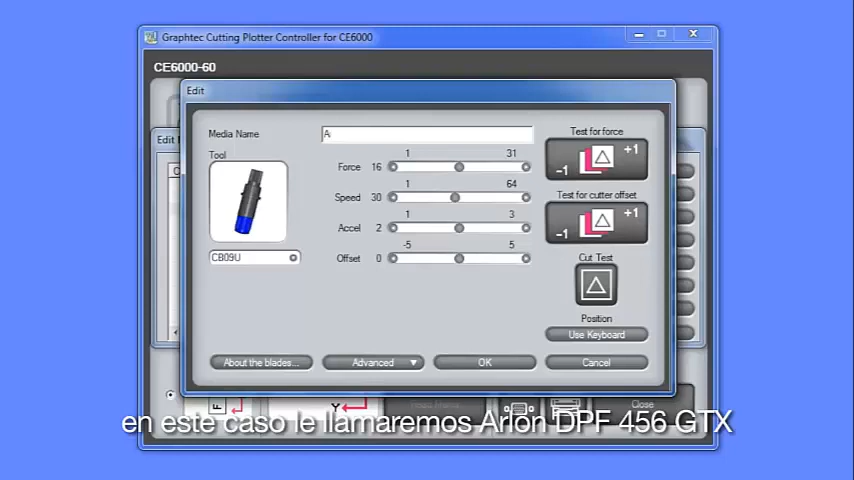 Graphtec Cutting Plotter Controller for CE6000
CE6000-60
Edit
Edit
Media Name
A
Test for force
Tool
1
31
-1
+1
Force
16
1
64
Speed
30
Test for cutter offset
1
3
-1
+1
Accel
2
-5
5
Offset
0
CB09U
Cut Test
Position
Use Keyboard
About the blades...
Advanced
OK
Cancel
F
Y
Close
en este caso le llamaremos Arlon DPF 456 GTX